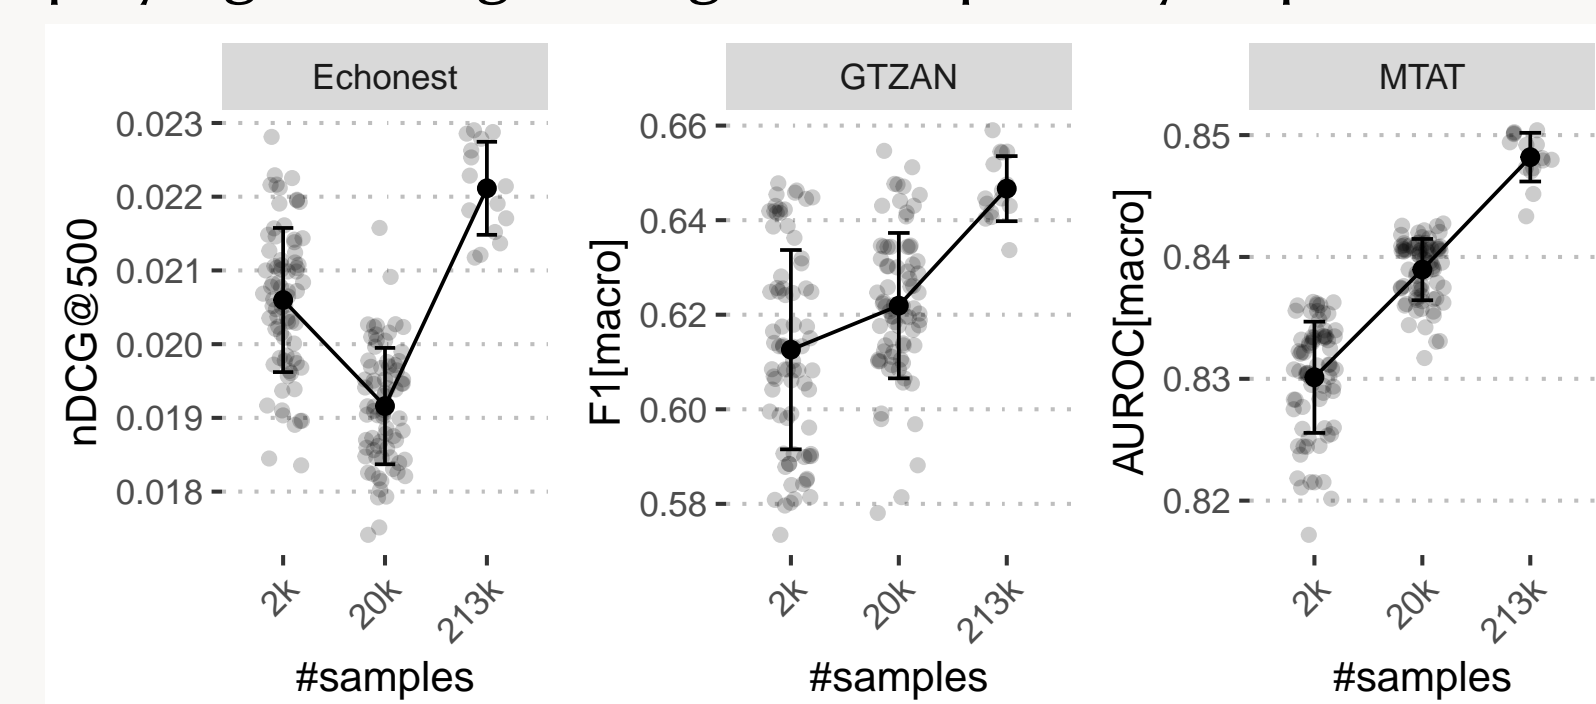 Echonest
nDCG@500
0.023
0.022
0.021
0.020
0.019
0.018
2k
20k
213k
#samples
GTZAN
F1[macro]
0.66
0.64
0.62
0.60
0.58
2k
20k
213k
#samples
MTAT
AUROC[macro]
0.85
0.84
0.83
0.82
2k
20k
213k
#samples